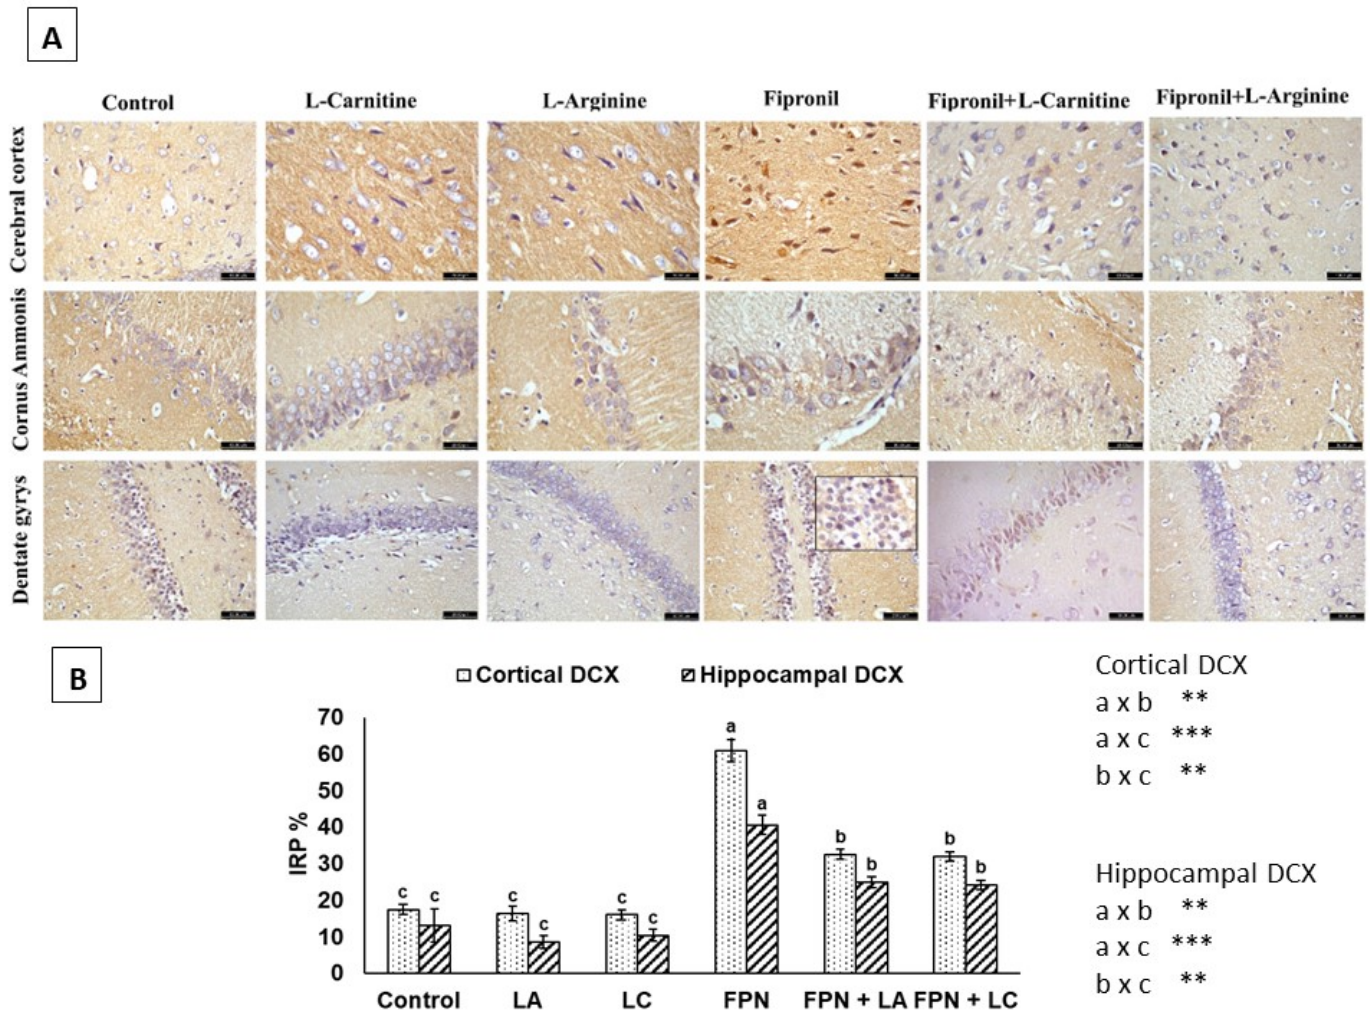 A
Control
L-Carnitine
L-Arginine
Fipronil
Fipronil+L-Carnitine
Fipronil+L-Arginine
Cerebral cortex
Cornus Ammonis
Dentate gyrys
B
Cortical DCX
Hippocampal DCX
IRP %
70
60
50
40
30
20
10
0
c
c
c
c
c
c
a
a
b
b
b
b
Control
LA
LC
FPN
FPN + LA
FPN + LC
Cortical DCX
a x b **
a x c ***
b x c **
Hippocampal DCX
a x b **
a x c ***
b x c **